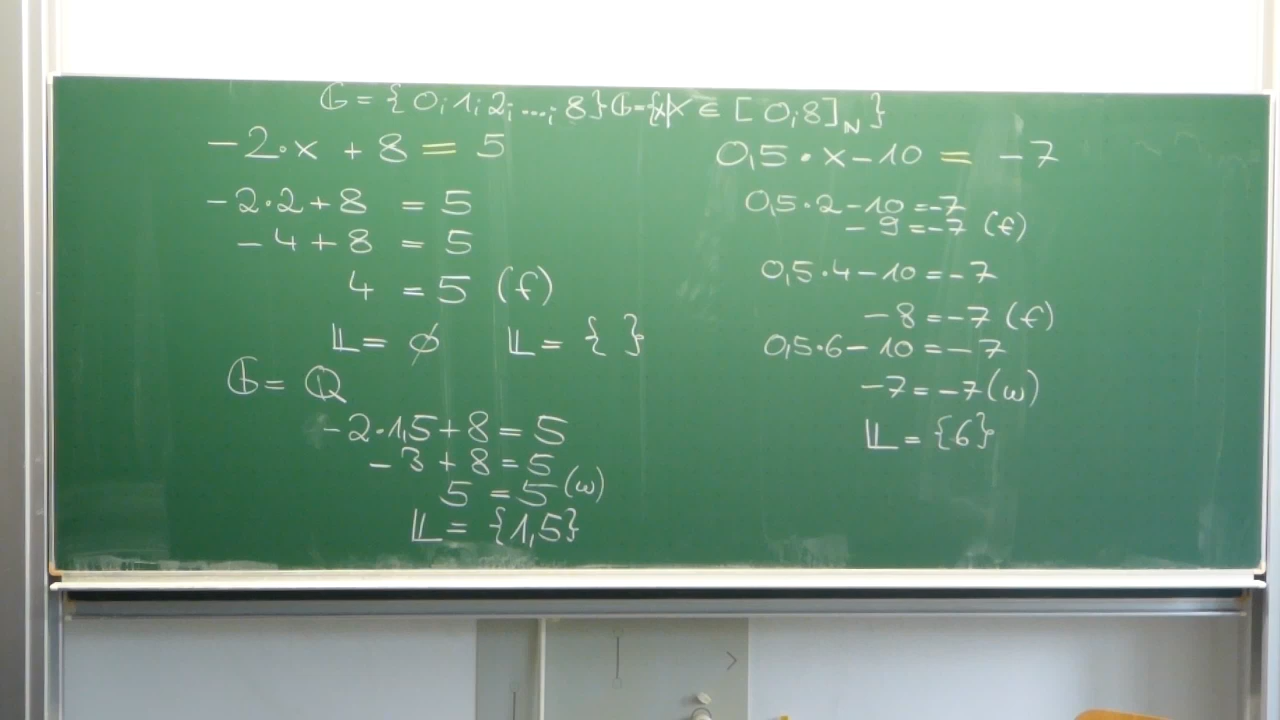 𝔾 = {0; 1; 2; ...; 8} 𝔾 = {x|x ∈ [0;8]_N}
-2·x + 8 = 5
-2·2+8 = 5
-4+8 = 5
4 = 5 (f)
𝕃 = ∅ 𝕃 = { }
𝔾 = ℚ
-2·1,5+8 = 5
-3+8 = 5
5 = 5 (w)
𝕃 = {1,5}
0,5·x-10 = -7
0,5·2-10 = -7
-9 = -7 (f)
0,5·4-10 = -7
-8 = -7 (f)
0,5·6-10 = -7
-7 = -7 (w)
𝕃 = {6}